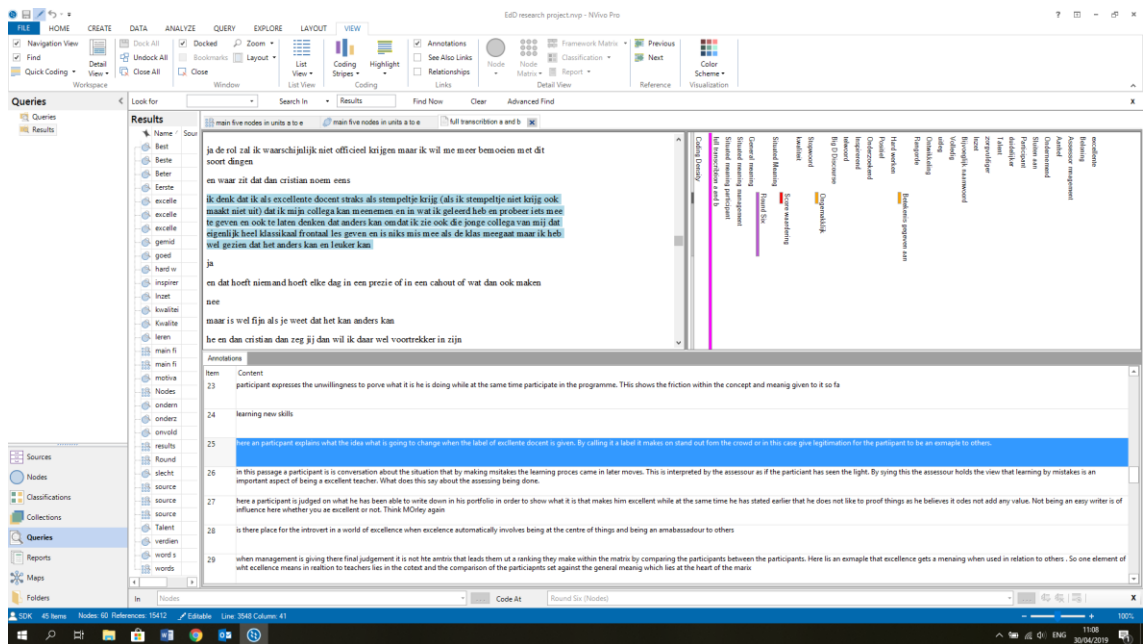 EdD research project.nvp - NVivo Pro
FILE HOME CREATE DATA ANALYZE QUERY EXPLORE LAYOUT VIEW
Navigation View
Find
Quick Coding
Detail View
Workspace
Dock All
Undock All
Close All
Docked
Bookmarks
Close
Zoom
Layout
Window
List View
List View
Coding Stripes
Highlight
Coding
Annotations
See Also Links
Relationships
Links
Node
Node Matrix
Framework Matrix
Classification
Report
Detail View
Previous
Next
Reference
Color Scheme
Visualization
Queries
Look for
Search In
Results
Find Now
Clear
Advanced Find
Queries
Results
Results
Name
Sour
Best
Beste
Beter
Eerste
excelle
excelle
excelle
gemid
goed
hard w
inspirer
Inzet
kwalitei
Kwalite
leren
main fi
main fi
motiva
Nodes
ondern
onderz
onvold
results
Round
slecht
source
source
source
Talent
verdien
word s
words
main five nodes in units a to e
main five nodes in units a to e
full transcribtion a and b
ja de rol zal ik waarschijnlijk niet officieel krijgen maar ik wil me meer bemoeien met dit
soort dingen
en waar zit dat dan cristian noem eens
ik denk dat ik als excellente docent straks als stempeltje krijg (als ik stempeltje niet krijg ook
maakt niet uit) dat ik mijn collega kan meenemen en in wat ik geleerd heb en probeer iets mee
te geven en ook te laten denken dat anders kan omdat ik zie ook die jonge collega van mij dat
eigenlijk heel klassikaal frontaal les geven en is niks mis mee als de klas meegaat maar ik heb
wel gezien dat het anders kan en leuker kan
ja
en dat hoeft niemand hoeft elke dag in een prezie of in een cahout of wat dan ook maken
nee
maar is wel fijn als je weet dat het kan anders kan
he en dan cristian dan zeg jij dan wil ik daar wel voortrekker in zijn
Coding Density
full transcribtion a and b
Situated meaning participant
Situated meaning management
General meaning
Round Six
Situated Meaning
Score waardering
kwaliteit
Stopwoord
Ongemakkelijk
Big D Discourse
telwoord
Inspirerend
Onderzoekend
Positief
Hard werken
Betekenis gegeven aan
Rangorde
Ontwikkeling
uitleg
Volledig
Bijvoeglijk naamwoord
zorgvuldiger
duidelijker
Talent
Participant
Sluiten aan
Inzet
Ondernemend
Aanhef
Assessor management
Beloning
excellente
Annotations
Item Content
23 participant expresses the unwillingness to porve what it is he is doing while at the same time participate in the programme. THis shows the friction within the concept and meanig given to it so fa
24 learning new skills
25 here an particpant explains what the idea what is going to change when the label of excllente docent is given. By calling it a label it makes on stand out fom the crowd or in this case give legitimation for the partiipant to be an exmaple to others.
26 in this passage a participant is in conversation about the situation that by making msitakes the learning proces came in later moves. This is interpreted by the assessour as if the particiant has seen the light. By sying this the assessour holds the view that learning by mistakes is an
important aspect of being a excellent teacher. What does this say about the assessing being done.
27 here a participant is judged on what he has been able to write down in his portfolio in order to show what it is that makes him excellent while at the same time he has stated earlier that he does not like to proof things as he believes it odes not add any value. Not being an easy writer is of
influence here whether you ae excellent or not. Think MOrley again
28 is there place for the introvert in a world of excellence when excelence automatically involves being at the centre of things and being an amabassadour to others
29 when management is giving there final judgement it is not hte amtrix that leads them ut a ranking they make within the matrix by comparing the participants between the participants. Here lis an exmaple that excellence gets a menaing when used in relation to others . So one element of
wht ecellence means in realtion to teachers lies in the cotext and the comparison of the particiapnts set against the general meanig which lies at the heart of the marix
Sources
Nodes
Classifications
Collections
Queries
Reports
Maps
Folders
In Nodes
Code At Round Six (Nodes)
SDK 45 Items Nodes: 60 References: 15412 Editable Line: 3548 Column: 41
100%
ENG
11:08
30/04/2019